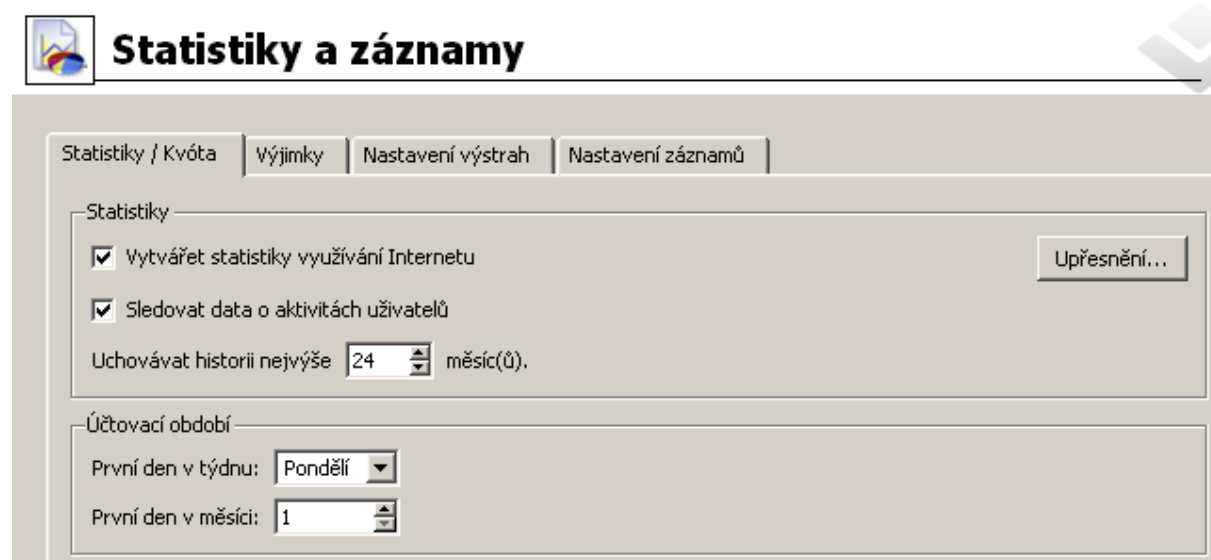 Statistiky a záznamy
Statistiky / Kvóta Výjimky Nastavení výstrah Nastavení záznamů
Statistiky
Vytvářet statistiky využívání Internetu Upřesnění...
Sledovat data o aktivitách uživatelů
Uchovávat historii nejvýše 24 měsíc(ů).
Účtovací období
První den v týdnu: Pondělí
První den v měsíci: 1